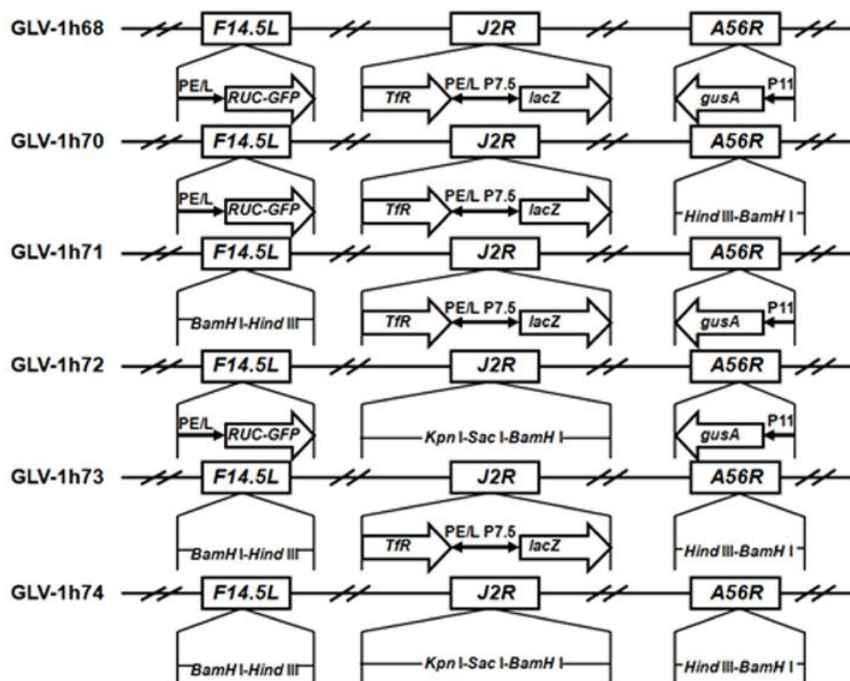 GLV-1h68 F14.5L J2R A56R
PE/L RUC-GFP TfR PE/L P7.5 lacZ gusA P11
GLV-1h70 F14.5L J2R A56R
PE/L RUC-GFP TfR PE/L P7.5 lacZ Hind III-BamH I
GLV-1h71 F14.5L J2R A56R
BamH I-Hind III TfR PE/L P7.5 lacZ gusA P11
GLV-1h72 F14.5L J2R A56R
PE/L RUC-GFP Kpn I-Sac I-BamH I gusA P11
GLV-1h73 F14.5L J2R A56R
BamH I-Hind III TfR PE/L P7.5 lacZ Hind III-BamH I
GLV-1h74 F14.5L J2R A56R
BamH I-Hind III Kpn I-Sac I-BamH I Hind III-BamH I